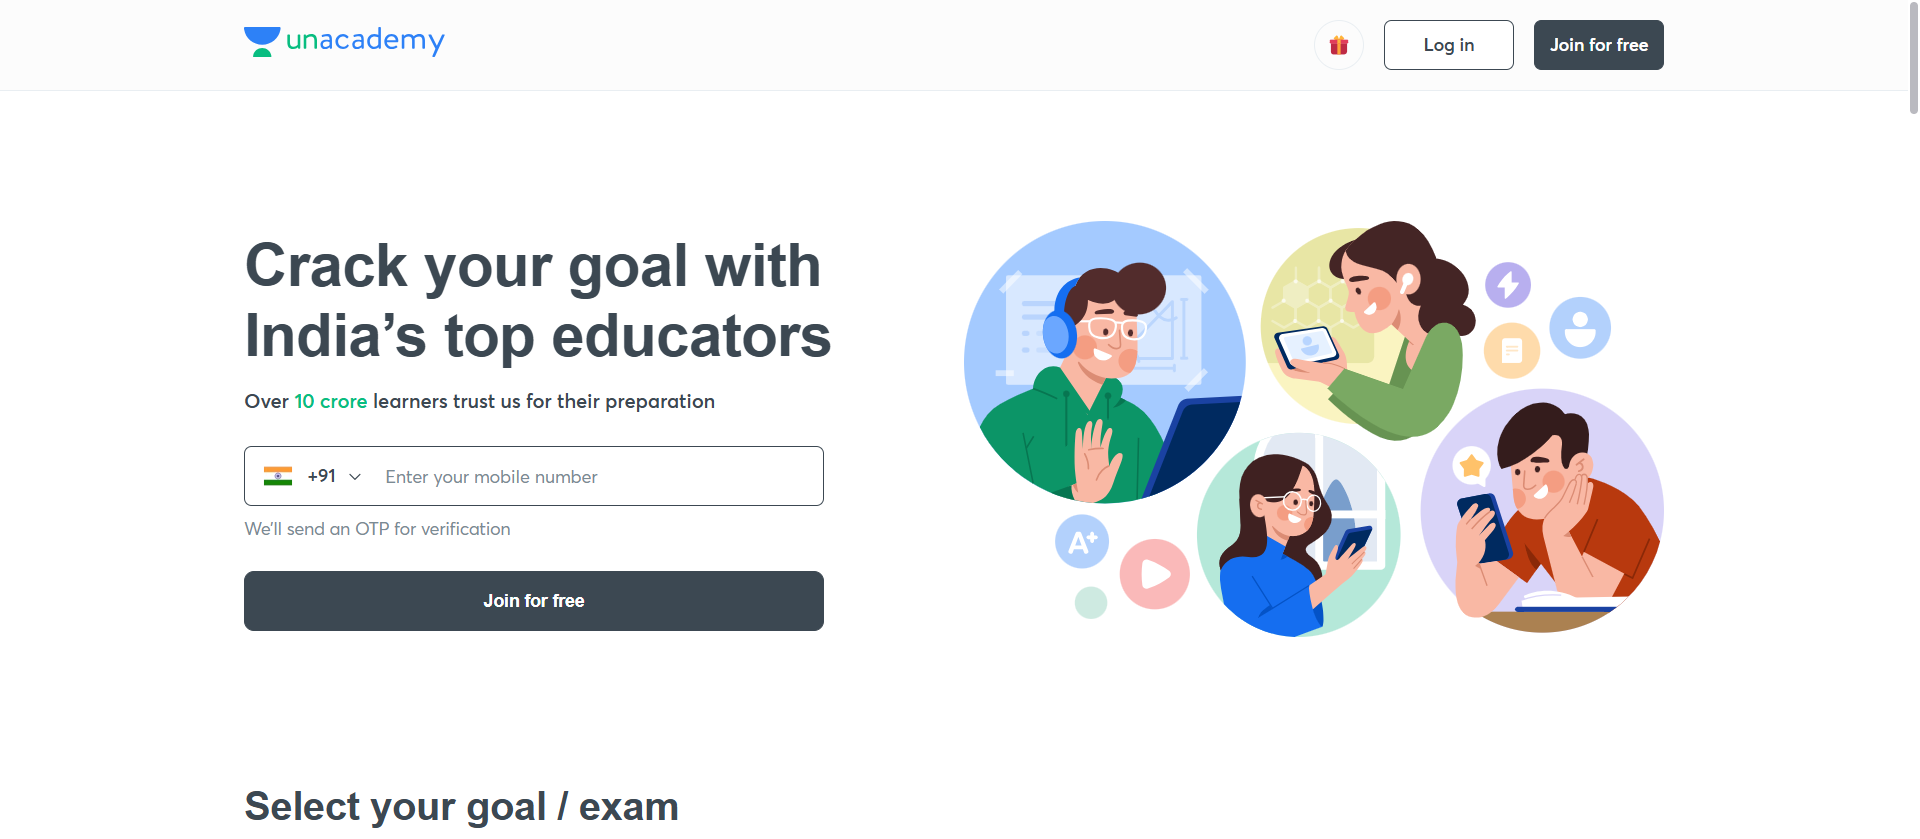 unacademy
Log in
Join for free
Crack your goal with
India’s top educators
Over 10 crore learners trust us for their preparation
+91 Enter your mobile number
We'll send an OTP for verification
Join for free
A+
Select your goal / exam